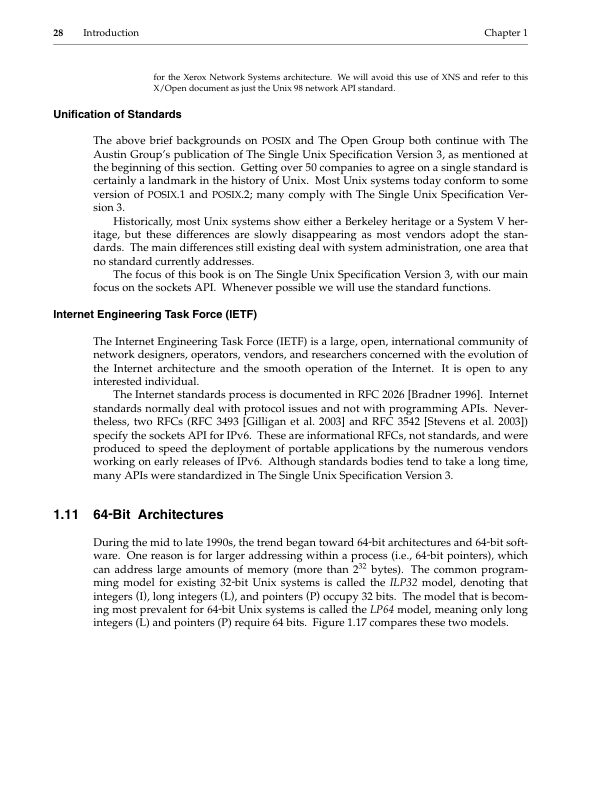 28 Introduction Chapter 1
for the Xerox Network Systems architecture. We will avoid this use of XNS and refer to this
X/Open document as just the Unix 98 network API standard.
Unification of Standards
The above brief backgrounds on POSIX and The Open Group both continue with The
Austin Group's publication of The Single Unix Specification Version 3, as mentioned at
the beginning of this section. Getting over 50 companies to agree on a single standard is
certainly a landmark in the history of Unix. Most Unix systems today conform to some
version of POSIX.1 and POSIX.2; many comply with The Single Unix Specification Ver-
sion 3.
Historically, most Unix systems show either a Berkeley heritage or a System V her-
itage, but these differences are slowly disappearing as most vendors adopt the stan-
dards. The main differences still existing deal with system administration, one area that
no standard currently addresses.
The focus of this book is on The Single Unix Specification Version 3, with our main
focus on the sockets API. Whenever possible we will use the standard functions.
Internet Engineering Task Force (IETF)
The Internet Engineering Task Force (IETF) is a large, open, international community of
network designers, operators, vendors, and researchers concerned with the evolution of
the Internet architecture and the smooth operation of the Internet. It is open to any
interested individual.
The Internet standards process is documented in RFC 2026 [Bradner 1996]. Internet
standards normally deal with protocol issues and not with programming APIs. Never-
theless, two RFCs (RFC 3493 [Gilligan et al. 2003] and RFC 3542 [Stevens et al. 2003])
specify the sockets API for IPv6. These are informational RFCs, not standards, and were
produced to speed the deployment of portable applications by the numerous vendors
working on early releases of IPv6. Although standards bodies tend to take a long time,
many APIs were standardized in The Single Unix Specification Version 3.
1.11 64-Bit Architectures
During the mid to late 1990s, the trend began toward 64-bit architectures and 64-bit soft-
ware. One reason is for larger addressing within a process (i.e., 64-bit pointers), which
can address large amounts of memory (more than 2³² bytes). The common program-
ming model for existing 32-bit Unix systems is called the ILP32 model, denoting that
integers (I), long integers (L), and pointers (P) occupy 32 bits. The model that is becom-
ing most prevalent for 64-bit Unix systems is called the LP64 model, meaning only long
integers (L) and pointers (P) require 64 bits. Figure 1.17 compares these two models.